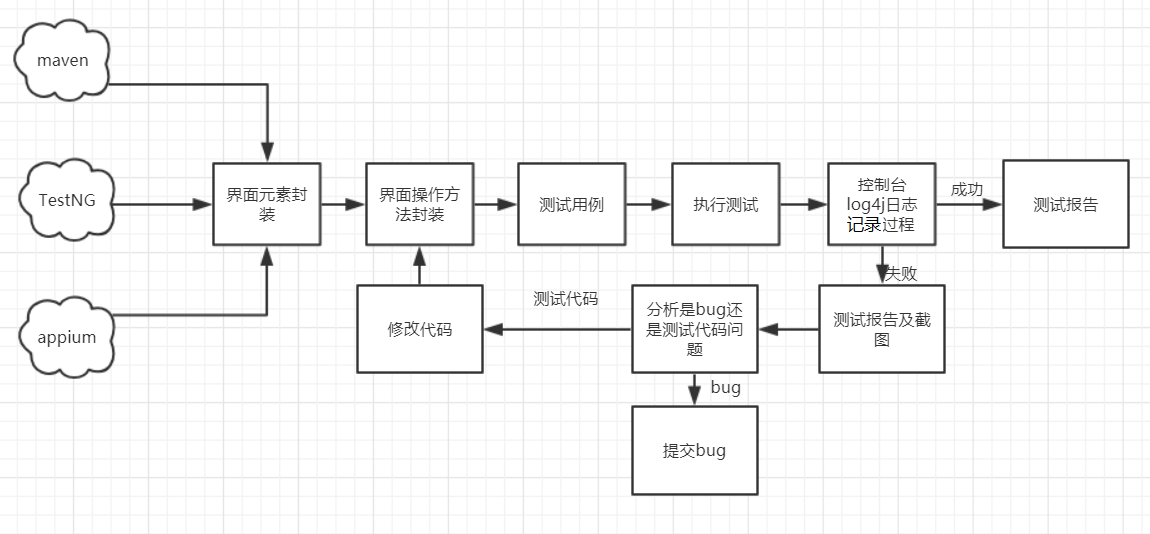 maven
TestNG
appium
界面元素封
装
界面操作方
法封装
测试用例
执行测试
控制台
log4j日志
记录过程
成功
测试报告
失败
测试报告及截
图
分析是bug还
是测试代码问
题
测试代码
修改代码
bug
提交bug